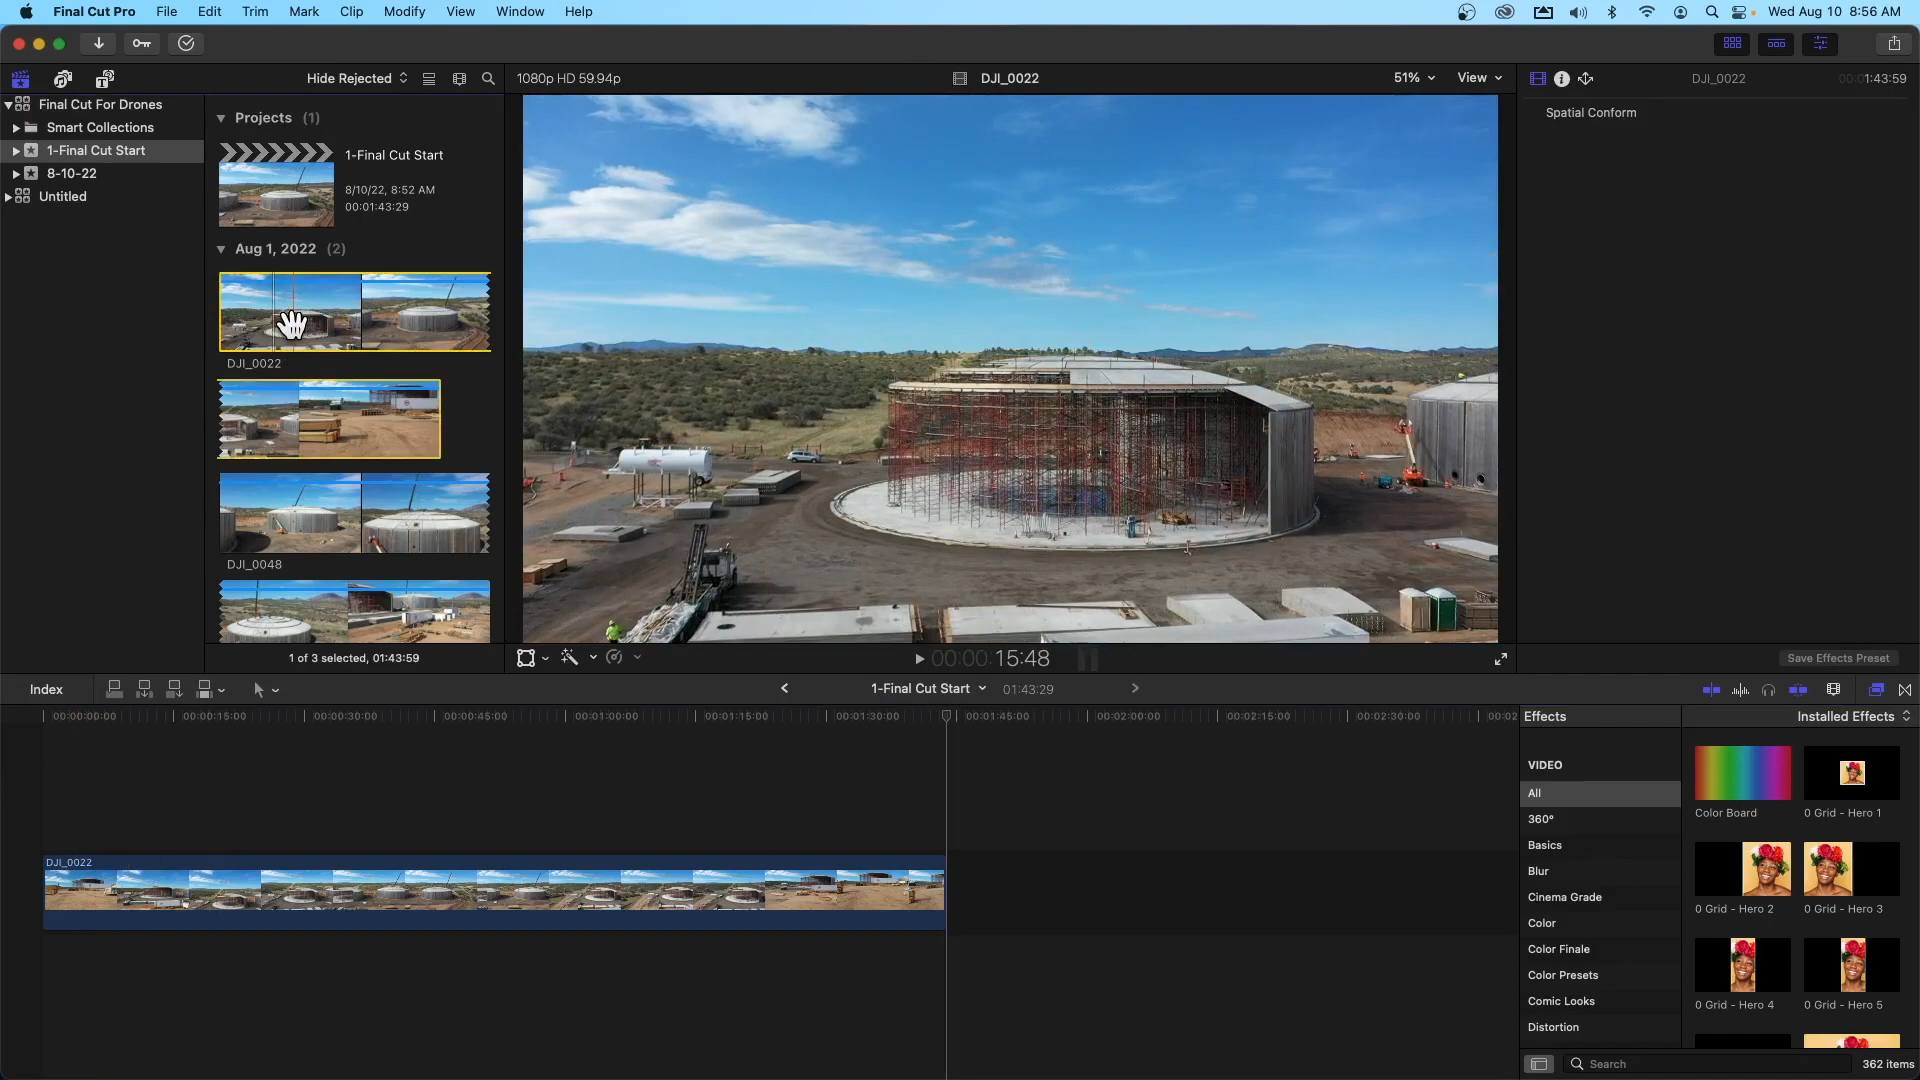 Final Cut Pro File Edit Trim Mark Clip Modify View Window Help
Wed Aug 10 8:56 AM
Hide Rejected
1080p HD 59.94p
DJI_0022
51%
View
DJI_0022
00:01:43:59
Final Cut For Drones
Smart Collections
1-Final Cut Start
8-10-22
Untitled
Projects (1)
1-Final Cut Start
8/10/22, 8:52 AM
00:01:43:29
Aug 1, 2022 (2)
DJI_0022
DJI_0048
1 of 3 selected, 01:43:59
Spatial Conform
00:00:15:48
Save Effects Preset
Index
1-Final Cut Start
01:43:29
00:00:00:00
00:00:15:00
00:00:30:00
00:00:45:00
00:01:00:00
00:01:15:00
00:01:30:00
00:01:45:00
00:02:00:00
00:02:15:00
00:02:30:00
00:02
DJI_0022
Effects
Installed Effects
VIDEO
All
360°
Basics
Blur
Cinema Grade
Color
Color Finale
Color Presets
Comic Looks
Distortion
Color Board
0 Grid - Hero 1
0 Grid - Hero 2
0 Grid - Hero 3
0 Grid - Hero 4
0 Grid - Hero 5
Search
362 items